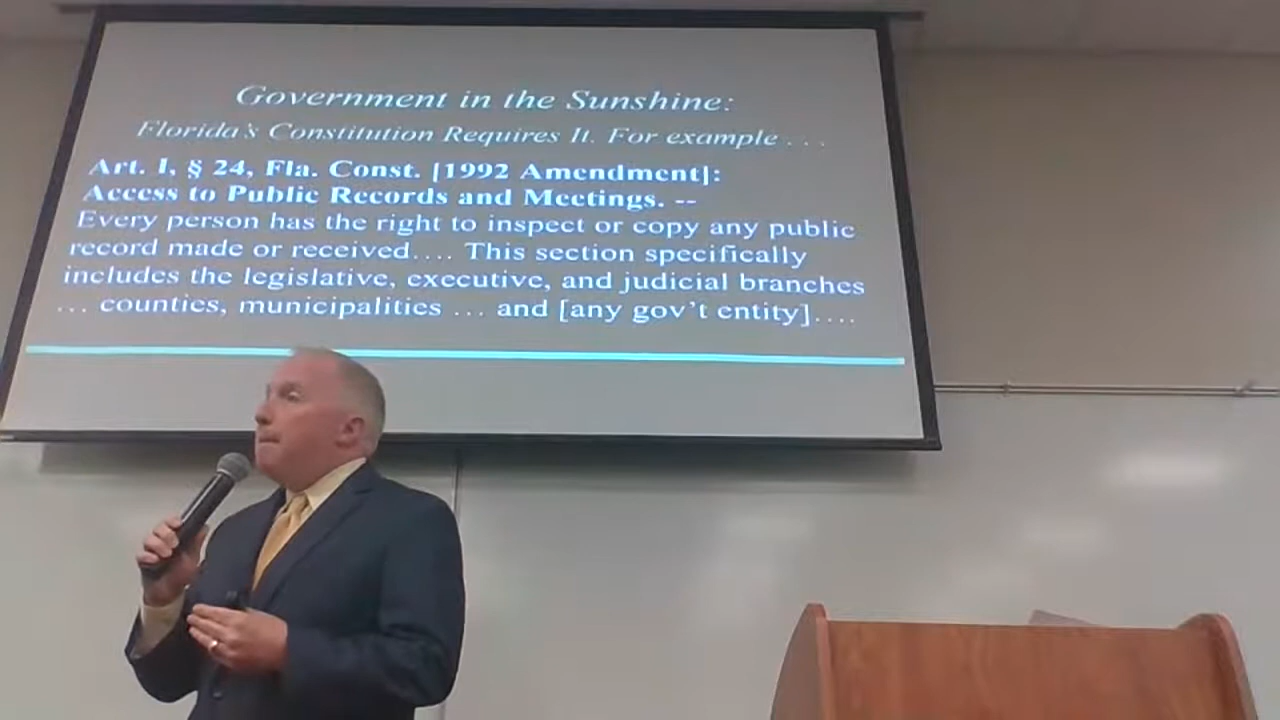 Government in the Sunshine:
Florida's Constitution Requires It. For example . . .
Art. I, § 24, Fla. Const. [1992 Amendment]:
Access to Public Records and Meetings. --
Every person has the right to inspect or copy any public
record made or received.... This section specifically
includes the legislative, executive, and judicial branches
... counties, municipalities ... and [any gov't entity]....